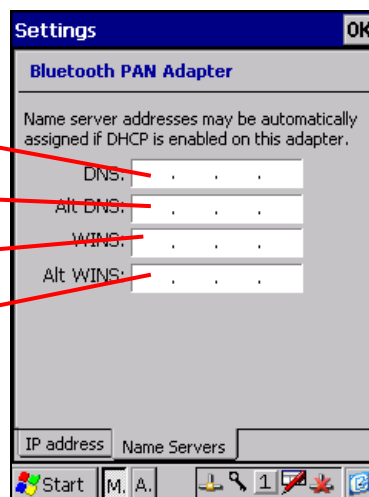 Settings OK
Bluetooth PAN Adapter
Name server addresses may be automatically
assigned if DHCP is enabled on this adapter.
DNS: . . .
Alt DNS: . . .
WINS: . . .
Alt WINS: . . .
IP address Name Servers
Start M. A. 1